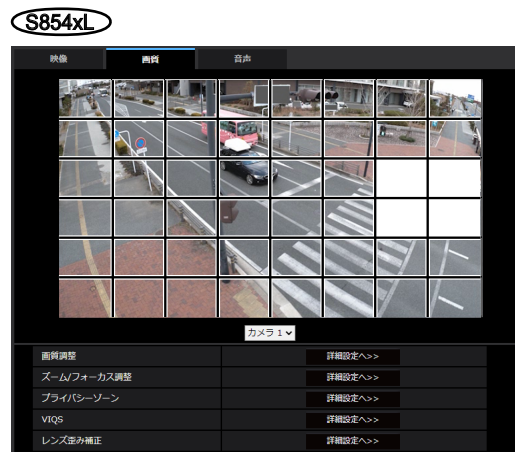 S854xL
映像 画質 音声
カメラ 1
画質調整 詳細設定へ>>
ズーム/フォーカス調整 詳細設定へ>>
プライバシーゾーン 詳細設定へ>>
VIQS 詳細設定へ>>
レンズ歪み補正 詳細設定へ>>